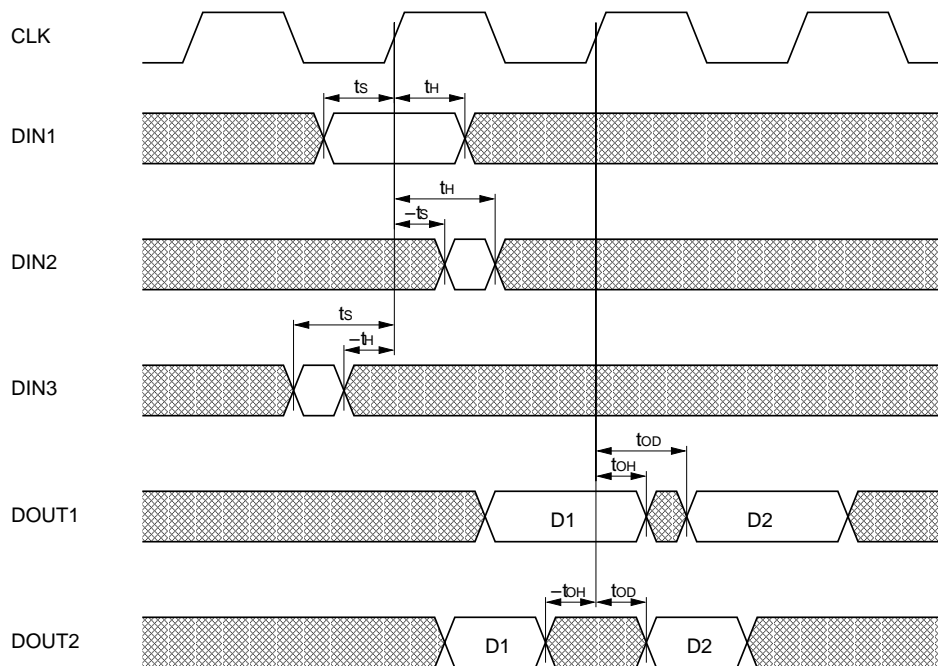 CLK
tS tH
DIN1
tH
–tS
DIN2
tS
–tH
DIN3
tOD
tOH
DOUT1 D1 D2
–tOH tOD
DOUT2 D1 D2